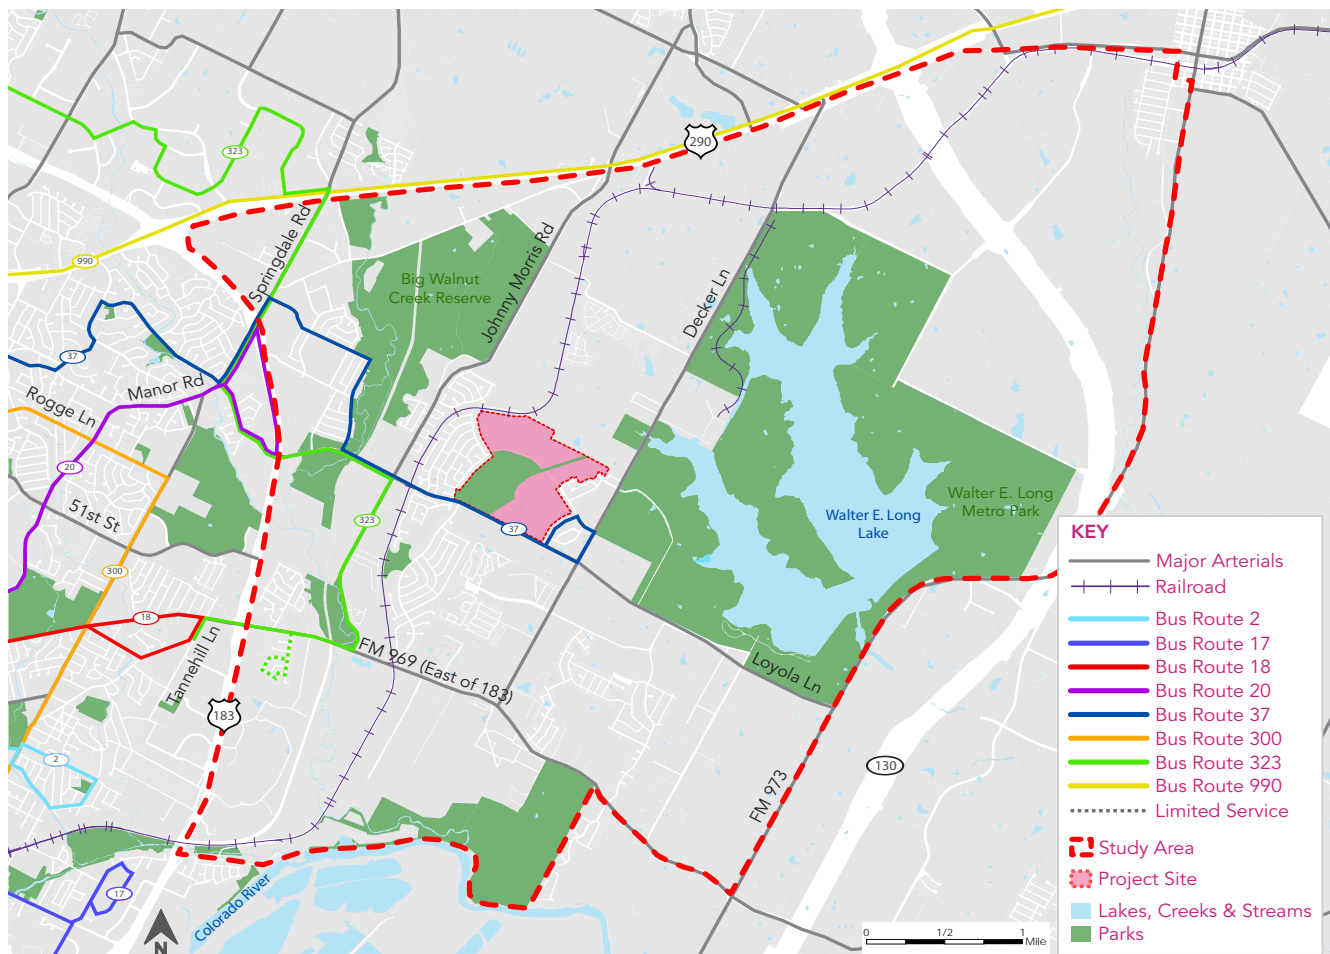 323
290
990
Springdale Rd
Big Walnut
Creek Reserve
Johnny Morris Rd
Decker Ln
37
Manor Rd
Rogge Ln
20
51st St
323
37
Walter E. Long
Lake
Walter E. Long
Metro Park
300
18
Tannehill Ln
FM 969 (East of 183)
Loyola Ln
183
2
130
FM 973
17
Colorado River
N
0
1/2
1
Mile
KEY
Major Arterials
Railroad
Bus Route 2
Bus Route 17
Bus Route 18
Bus Route 20
Bus Route 37
Bus Route 300
Bus Route 323
Bus Route 990
Limited Service
Study Area
Project Site
Lakes, Creeks & Streams
Parks